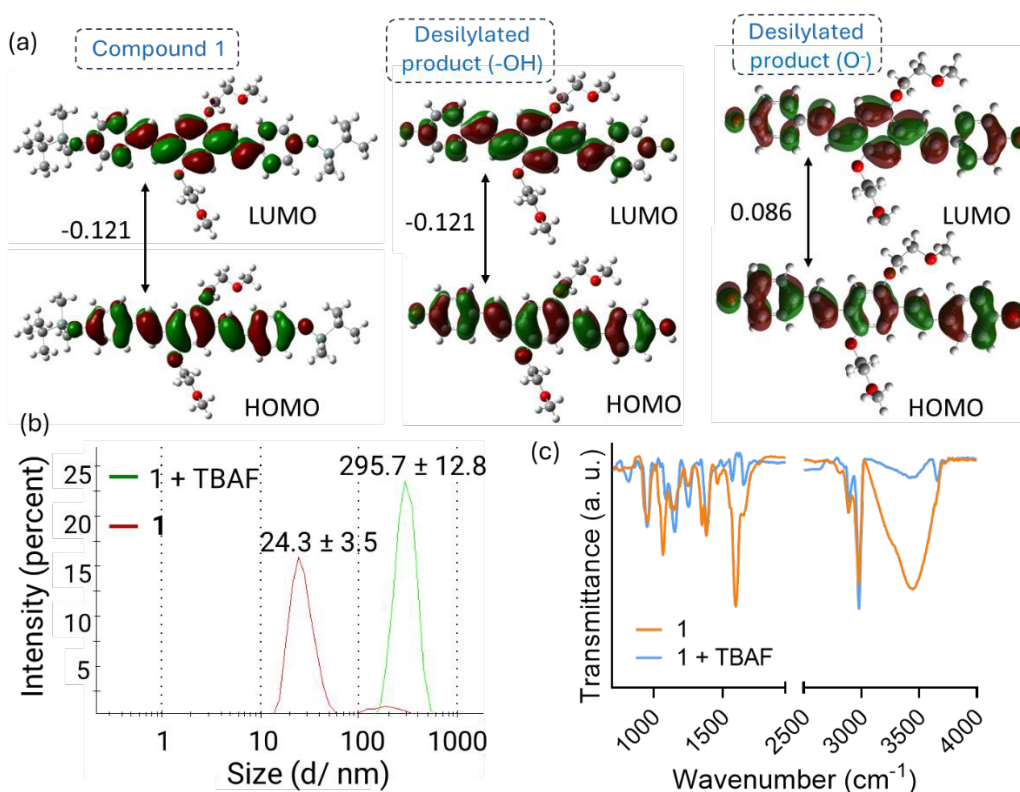 (a)
Compound 1
Desilylated
product (-OH)
Desilylated
product (O⁻)
-0.121
LUMO
HOMO
-0.121
LUMO
HOMO
0.086
LUMO
HOMO
(b)
Intensity (percent)
25
20
15
10
5
1 + TBAF
1
295.7 ± 12.8
24.3 ± 3.5
1
10
100
1000
Size (d/ nm)
(c)
Transmittance (a. u.)
1
1 + TBAF
1000
1500
2500
3000
3500
4000
Wavenumber (cm⁻¹)